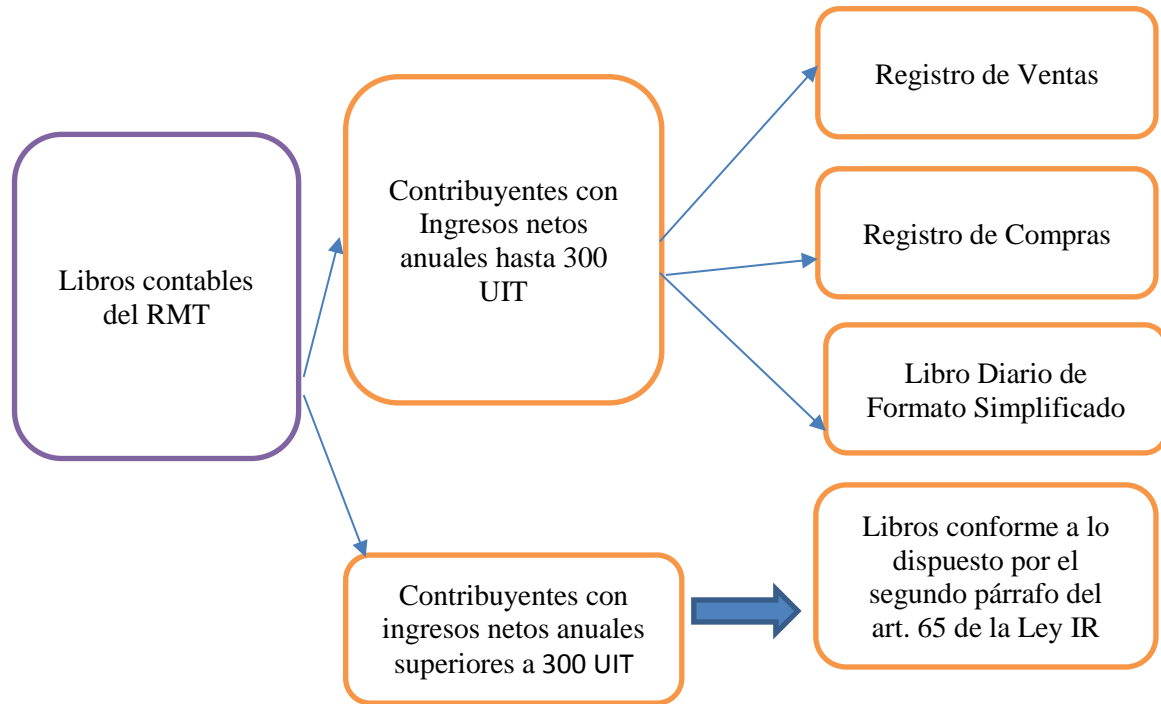 Libros contables
del RMT
Contribuyentes con
Ingresos netos
anuales hasta 300
UIT
Registro de Ventas
Registro de Compras
Libro Diario de
Formato Simplificado
Contribuyentes con
ingresos netos anuales
superiores a 300 UIT
Libros conforme a lo
dispuesto por el
segundo párrafo del
art. 65 de la Ley IR